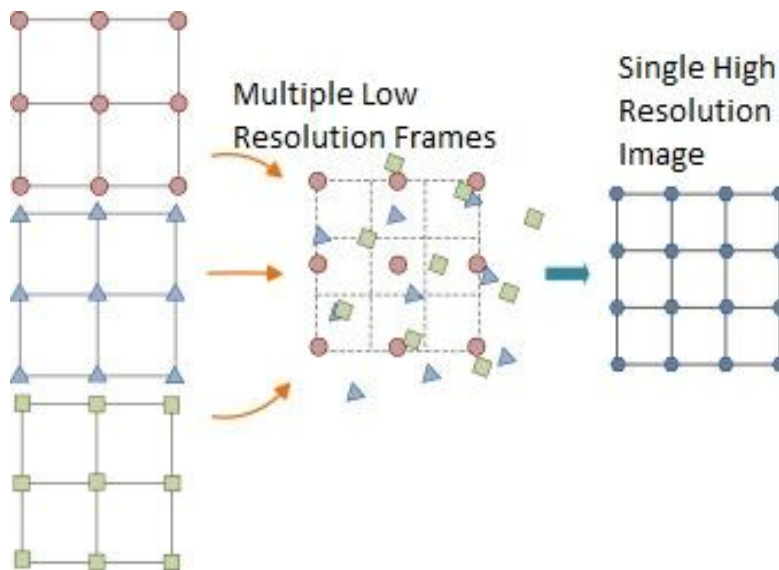 Multiple Low
Resolution Frames
Single High
Resolution
Image